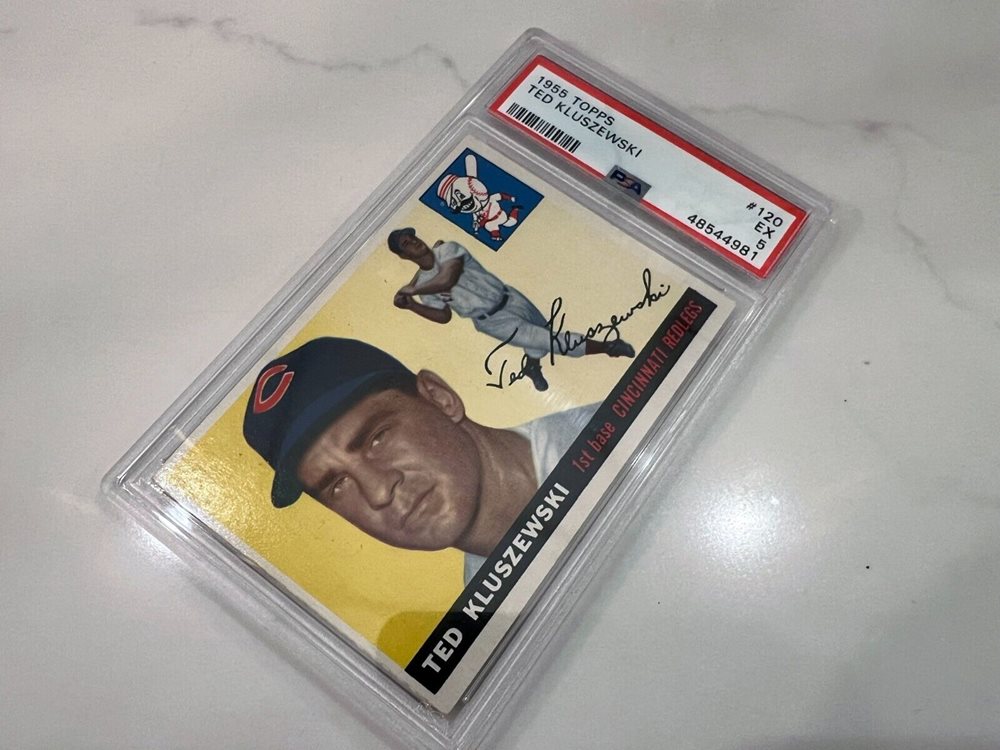 1955 TOPPS
TED KLUSZEWSKI
#120
EX 5
48544981
PSA
C
Ted Kluszewski
TED KLUSZEWSKI 1st base CINCINNATI REDLEGS